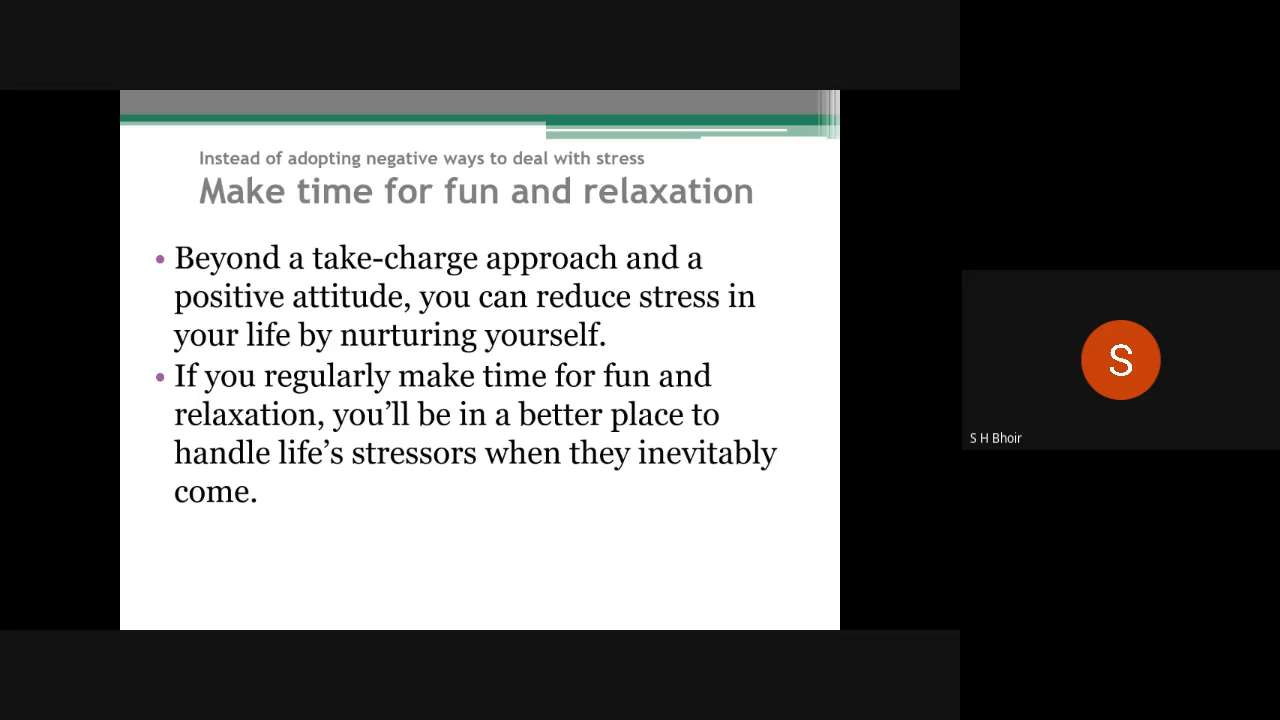 Instead of adopting negative ways to deal with stress
Make time for fun and relaxation
• Beyond a take-charge approach and a
positive attitude, you can reduce stress in
your life by nurturing yourself.
• If you regularly make time for fun and
relaxation, you’ll be in a better place to
handle life’s stressors when they inevitably
come.
S
S H Bhoir